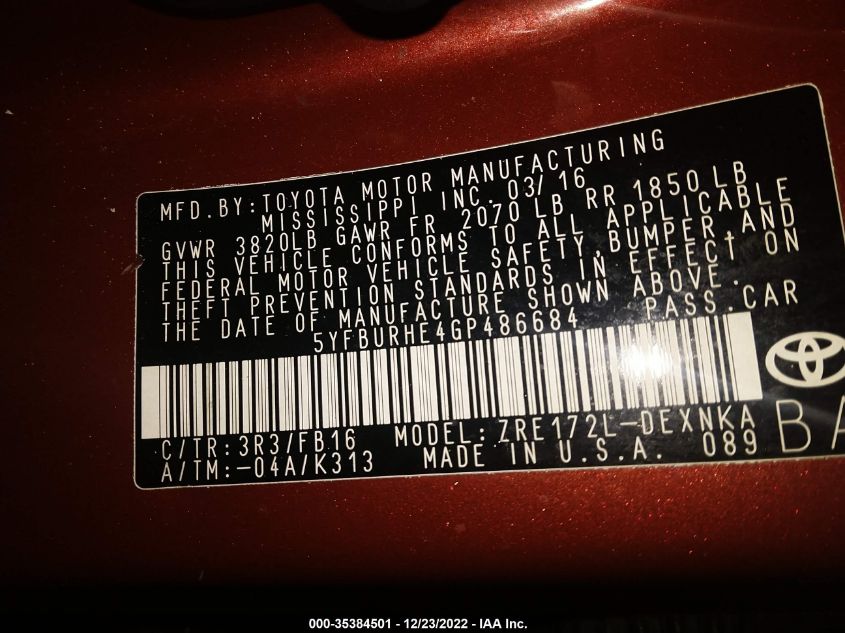 MFD.BY:TOYOTA MOTOR MANUFACTURING
MISSISSIPPI INC. 03/16
GVWR 3820LB GAWR FR 2070 LB RR 1850 LB
THIS VEHICLE CONFORMS TO ALL APPLICABLE
FEDERAL MOTOR VEHICLE SAFETY, BUMPER, AND
THEFT PREVENTION STANDARDS IN EFFECT ON
THE DATE OF MANUFACTURE SHOWN ABOVE.
5YFBURHE4GP486684 PASS.CAR
C/TR:3R3/FB16 MODEL:ZRE172L-DEXNKA
A/TM:-04A/K313 MADE IN U.S.A. 089
BA
000-35384501 - 12/23/2022 - IAA Inc.